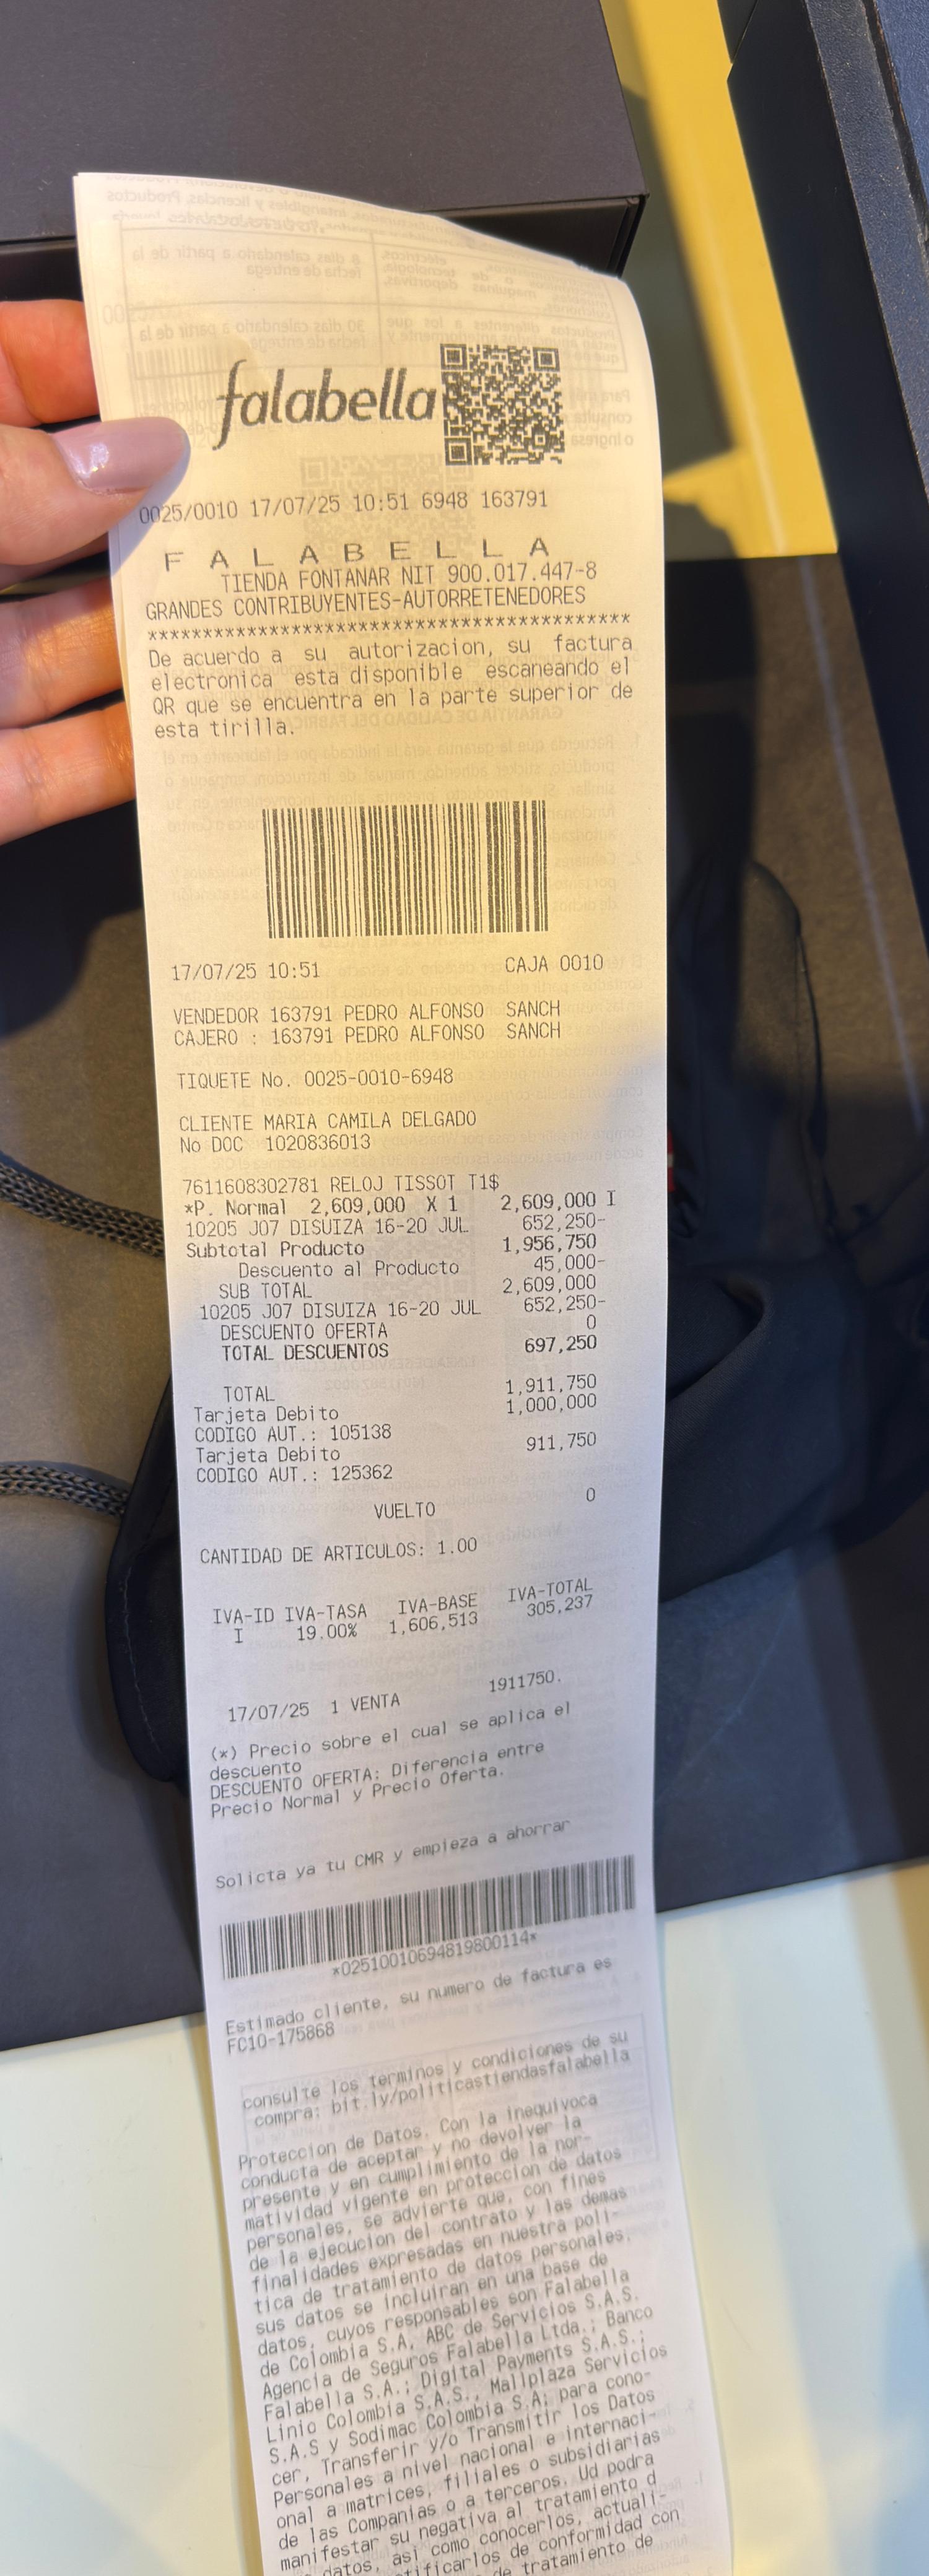 falabella
0025/0010 17/07/25 10:51 6948 163791
F A L A B E L L A
TIENDA FONTANAR NIT 900.017.447-8
GRANDES CONTRIBUYENTES-AUTORRETENEDORES
********************************************
De acuerdo a su autorizacion, su factura
electronica esta disponible escaneando el
QR que se encuentra en la parte superior de
esta tirilla.
17/07/25 10:51 CAJA 0010
VENDEDOR 163791 PEDRO ALFONSO SANCH
CAJERO : 163791 PEDRO ALFONSO SANCH
TIQUETE No. 0025-0010-6948
CLIENTE MARIA CAMILA DELGADO
No DOC 1020836013
7611608302781 RELOJ TISSOT T1$
*P. Normal 2,609,000 X 1 2,609,000 I
10205 J07 DISUIZA 16-20 JUL 652,250-
Subtotal Producto 1,956,750
Descuento al Producto 45,000-
SUB TOTAL 2,609,000
10205 J07 DISUIZA 16-20 JUL 652,250-
DESCUENTO OFERTA 0
TOTAL DESCUENTOS 697,250
TOTAL 1,911,750
Tarjeta Debito 1,000,000
CODIGO AUT.: 105138
Tarjeta Debito 911,750
CODIGO AUT.: 125362
VUELTO 0
CANTIDAD DE ARTICULOS: 1.00
IVA-ID IVA-TASA IVA-BASE IVA-TOTAL
I 19.00% 1,606,513 305,237
17/07/25 1 VENTA 1911750.
(*) Precio sobre el cual se aplica el
descuento
DESCUENTO OFERTA: Diferencia entre
Precio Normal y Precio Oferta.
Solicta ya tu CMR y empieza a ahorrar
*02510010694819800114*
Estimado cliente, su numero de factura es
FC10-175868
consulte los terminos y condiciones de su
compra: bit.ly/politicastiendasfalabella
Proteccion de Datos. Con la inequivoca
conducta de aceptar y no devolver la
presente y en cumplimiento de la nor-
matividad vigente en proteccion de datos
personales, se advierte que, con fines
de la ejecucion del contrato y las demas
finalidades expresadas en nuestra poli-
tica de tratamiento de datos personales,
sus datos se incluiran en una base de
datos, cuyos responsables son Falabella
de Colombia S.A, ABC de Servicios S.A.S.
Agencia de Seguros Falabella Ltda.; Banco
Falabella S.A.; Digital Payments S.A.S.;
Linio Colombia S.A.S., Mallplaza Servicios
S.A.S y Sodimac Colombia S.A; para cono-
cer, Transferir y/o Transmitir los Datos
Personales a nivel nacional e internaci-
onal a matrices, filiales o subsidiarias
de las Companias o a terceros. Ud podra
manifestar su negativa al tratamiento d
datos, asi como conocerlos, actuali-
de conformidad con
de tratamiento de